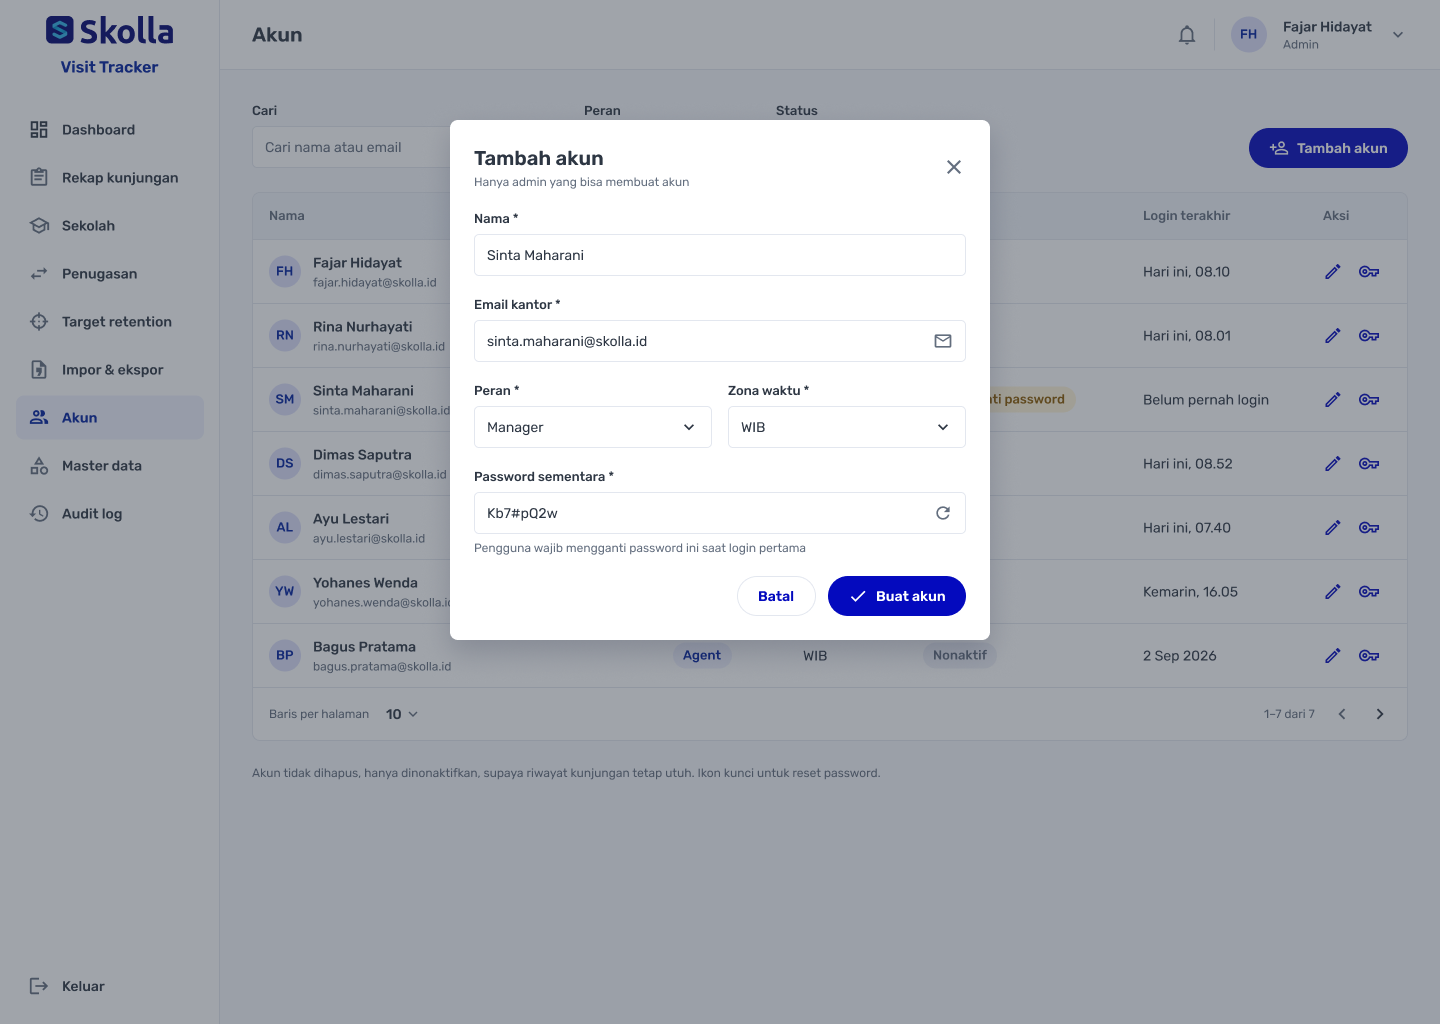 Skolla
Visit Tracker
Dashboard
Rekap kunjungan
Sekolah
Penugasan
Target retention
Impor & ekspor
Akun
Master data
Audit log
Keluar
Akun
FH
Fajar Hidayat
Admin
Cari
Peran
Status
Cari nama atau email
Tambah akun
Nama
Login terakhir
Aksi
FH
Fajar Hidayat
fajar.hidayat@skolla.id
Hari ini, 08.10
RN
Rina Nurhayati
rina.nurhayati@skolla.id
Hari ini, 08.01
SM
Sinta Maharani
sinta.maharani@skolla.id
password
Belum pernah login
DS
Dimas Saputra
dimas.saputra@skolla.id
Hari ini, 08.52
AL
Ayu Lestari
ayu.lestari@skolla.id
Hari ini, 07.40
YW
Yohanes Wenda
yohanes.wenda@skolla.i
Kemarin, 16.05
BP
Bagus Pratama
bagus.pratama@skolla.id
Agent
WIB
Nonaktif
2 Sep 2026
Baris per halaman 10
1–7 dari 7
Akun tidak dihapus, hanya dinonaktifkan, supaya riwayat kunjungan tetap utuh. Ikon kunci untuk reset password.
Tambah akun
Hanya admin yang bisa membuat akun
Nama *
Sinta Maharani
Email kantor *
sinta.maharani@skolla.id
Peran *
Manager
Zona waktu *
WIB
Password sementara *
Kb7#pQ2w
Pengguna wajib mengganti password ini saat login pertama
Batal
Buat akun